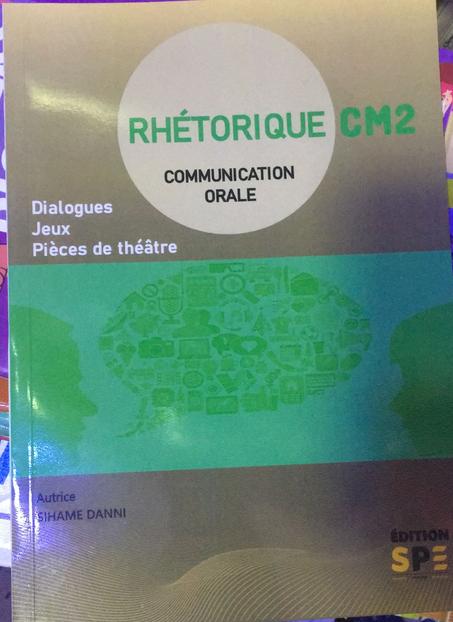 RHÉTORIQUE CM2
COMMUNICATION
ORALE
Dialogues
Jeux
Pièces de théâtre
Autrice
SIHAME DANNI
ÉDITION
SPE